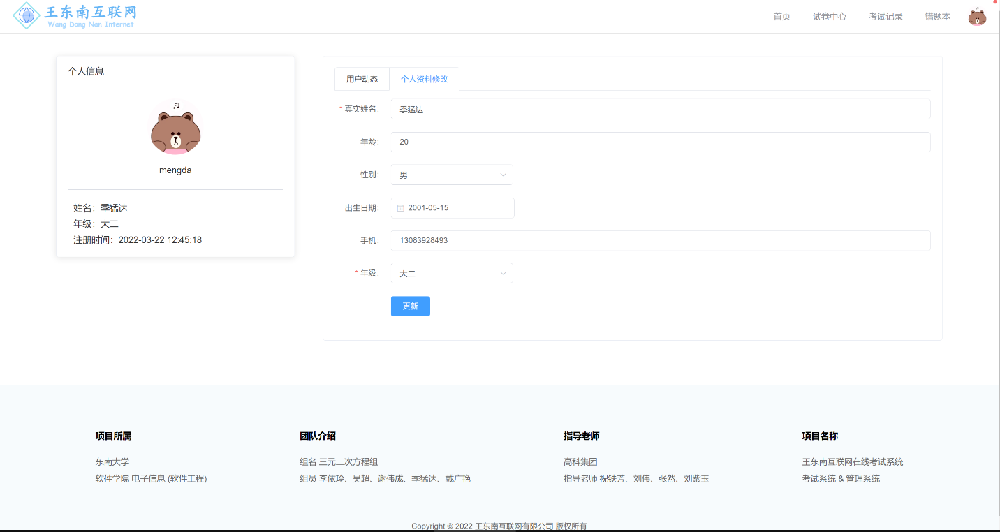 王东南互联网
Wang Dong Nan Internet
首页
试卷中心
考试记录
错题本
个人信息
mengda
姓名：季猛达
年级：大二
注册时间：2022-03-22 12:45:18
用户动态
个人资料修改
* 真实姓名：
季猛达
年龄：
20
性别：
男
出生日期：
2001-05-15
手机：
13083928493
* 年级：
大二
更新
项目所属
东南大学
软件学院 电子信息 (软件工程)
团队介绍
组名 三元二次方程组
组员 李依玲、吴超、谢伟成、季猛达、戴广艳
指导老师
高科集团
指导老师 祝铁芳、刘伟、张然、刘紫玉
项目名称
王东南互联网在线考试系统
考试系统 & 管理系统
Copyright © 2022 王东南互联网有限公司 版权所有